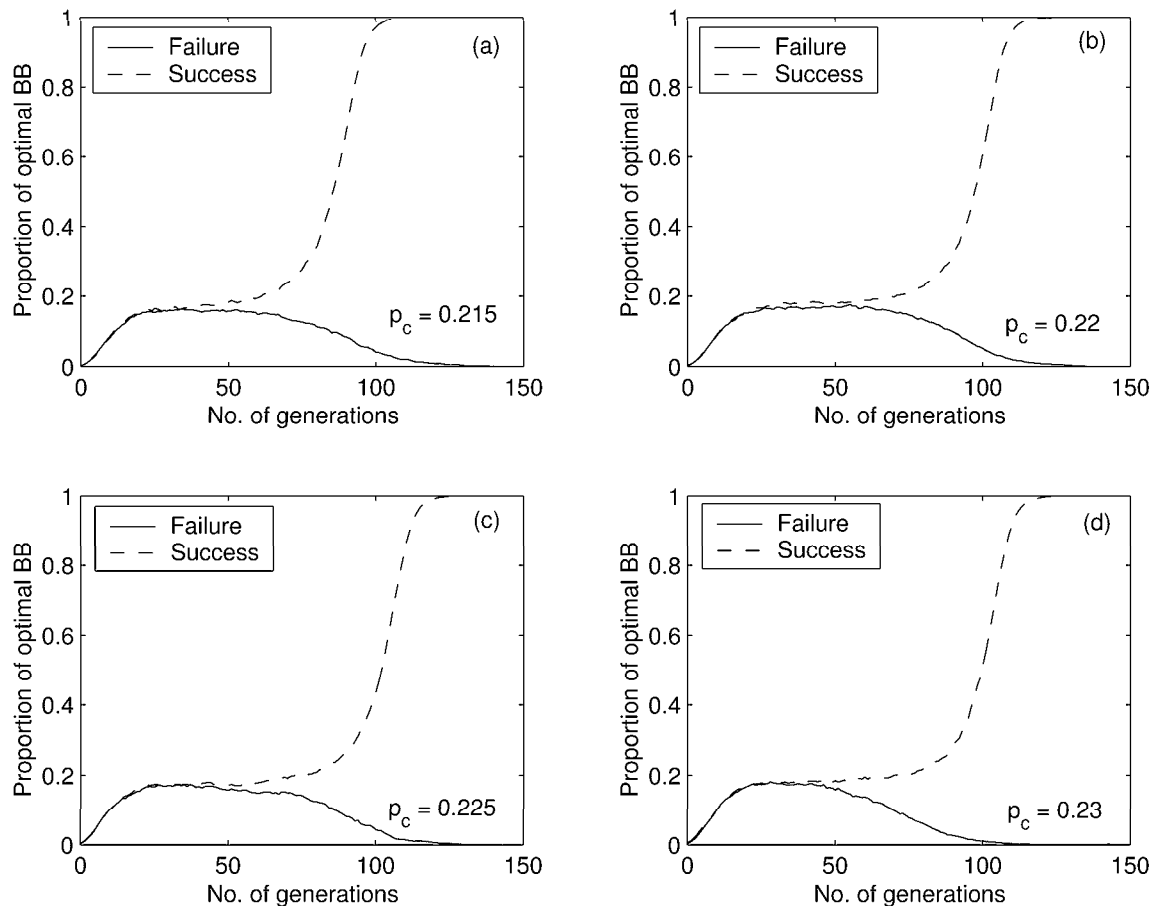 1
0.8
0.6
0.4
0.2
0
Proportion of optimal BB
Failure
Success
(a)
p_c = 0.215
0 50 100 150
No. of generations
1
0.8
0.6
0.4
0.2
0
Proportion of optimal BB
Failure
Success
(b)
p_c = 0.22
0 50 100 150
No. of generations
1
0.8
0.6
0.4
0.2
0
Proportion of optimal BB
Failure
Success
(c)
p_c = 0.225
0 50 100 150
No. of generations
1
0.8
0.6
0.4
0.2
0
Proportion of optimal BB
Failure
Success
(d)
p_c = 0.23
0 50 100 150
No. of generations